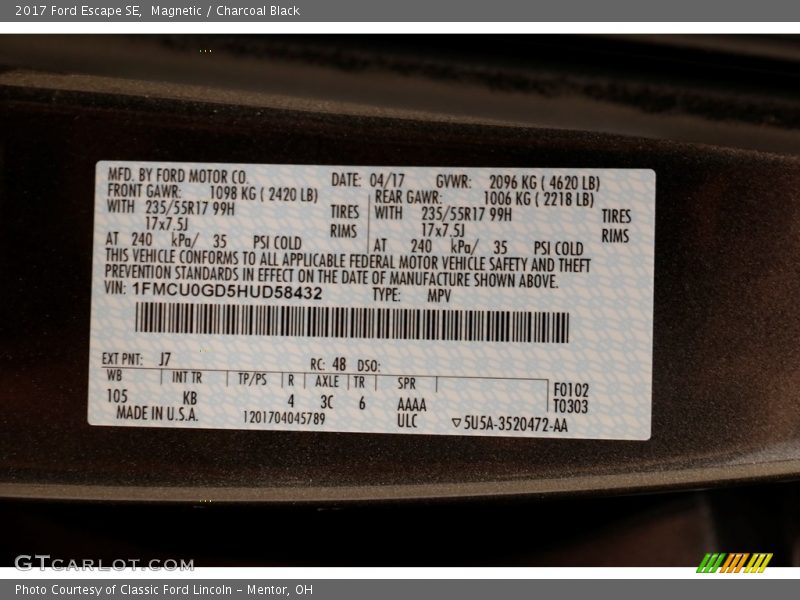 2017 Ford Escape SE, Magnetic / Charcoal Black
MFD. BY FORD MOTOR CO. DATE: 04/17 GVWR: 2096 KG ( 4620 LB)
FRONT GAWR: 1098 KG ( 2420 LB) REAR GAWR: 1006 KG ( 2218 LB)
WITH 235/55R17 99H TIRES WITH 235/55R17 99H TIRES
17x7.5J RIMS 17x7.5J RIMS
AT 240 kPa/ 35 PSI COLD AT 240 kPa/ 35 PSI COLD
THIS VEHICLE CONFORMS TO ALL APPLICABLE FEDERAL MOTOR VEHICLE SAFETY AND THEFT
PREVENTION STANDARDS IN EFFECT ON THE DATE OF MANUFACTURE SHOWN ABOVE.
VIN: 1FMCU0GD5HUD58432 TYPE: MPV
EXT PNT: J7 RC: 48 DSO:
WB INT TR TP/PS R AXLE TR SPR
105 KB 4 3C 6 AAAA F0102
T0303
MADE IN U.S.A. 1201704045789 ULC ▽5U5A-3520472-AA
GTCARLOT.COM
Photo Courtesy of Classic Ford Lincoln – Mentor, OH